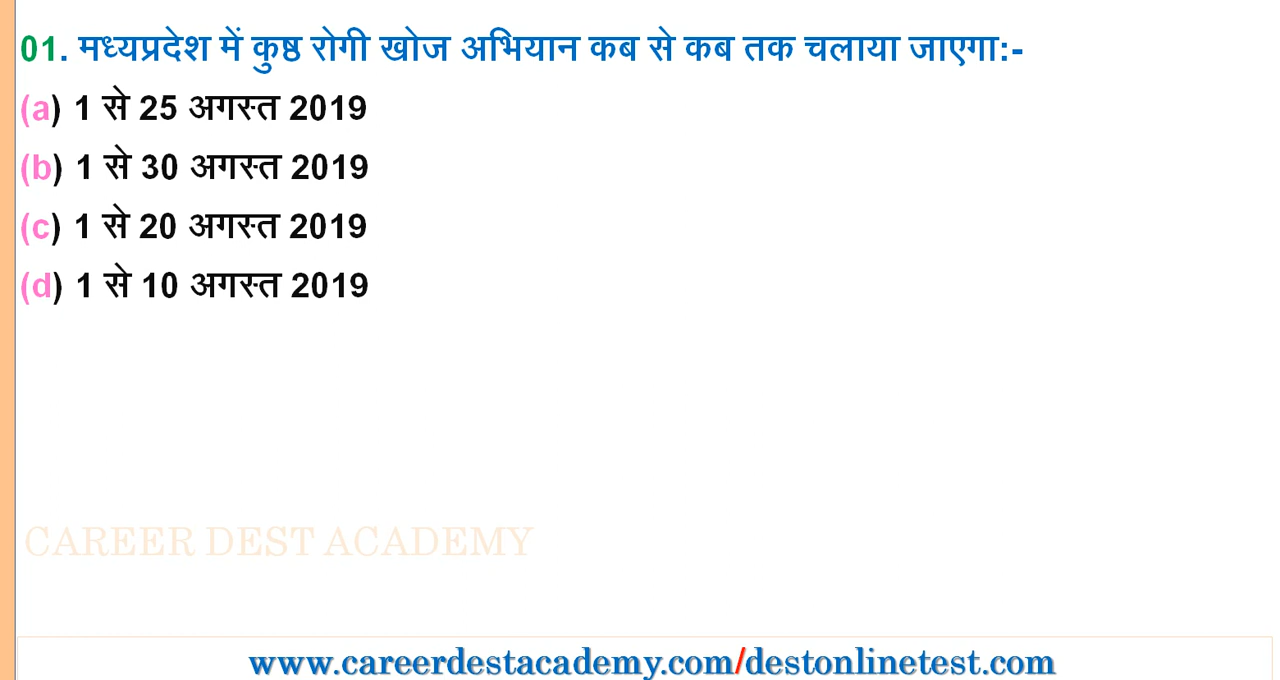 01. मध्यप्रदेश में कुष्ठ रोगी खोज अभियान कब से कब तक चलाया जाएगा:-
(a) 1 से 25 अगस्त 2019
(b) 1 से 30 अगस्त 2019
(c) 1 से 20 अगस्त 2019
(d) 1 से 10 अगस्त 2019
CAREER DEST ACADEMY
www.careerdestacademy.com/destonlinetest.com